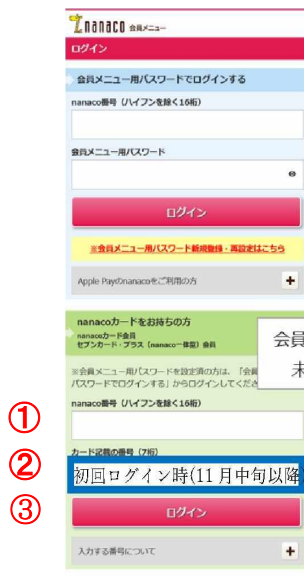 nanaco 会員メニュー
ログイン
会員メニュー用パスワードでログインする
nanaco番号（ハイフンを除く16桁）
会員メニュー用パスワード
ログイン
※会員メニュー用パスワード新規登録・再設定はこちら
Apple Payのnanacoをご利用の方
+
nanacoカードをお持ちの方
nanacoカード会員
セブンカード・プラス（nanaco一体型）会員
会員
未
※会員メニュー用パスワードを設定済の方は、「会員
パスワードでログインする」からログインしてくださ
nanaco番号（ハイフンを除く16桁）
①
カード記載の番号（7桁）
② 初回ログイン時(11月中旬以降
③ ログイン
入力する番号について
+